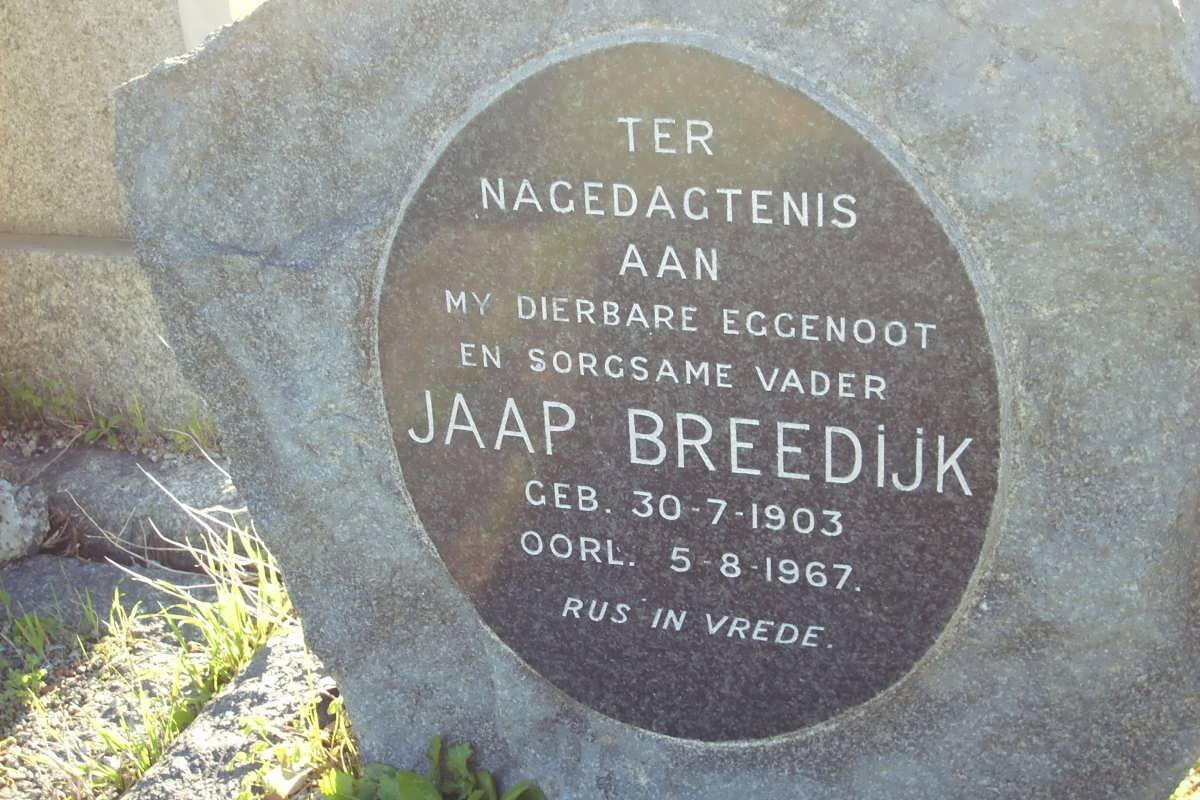 TER
NAGEDAGTENIS
AAN
MY DIERBARE EGGENOOT
EN SORGSAME VADER
JAAP BREEDIJK
GEB. 30-7-1903
OORL. 5-8-1967.
RUS IN VREDE.